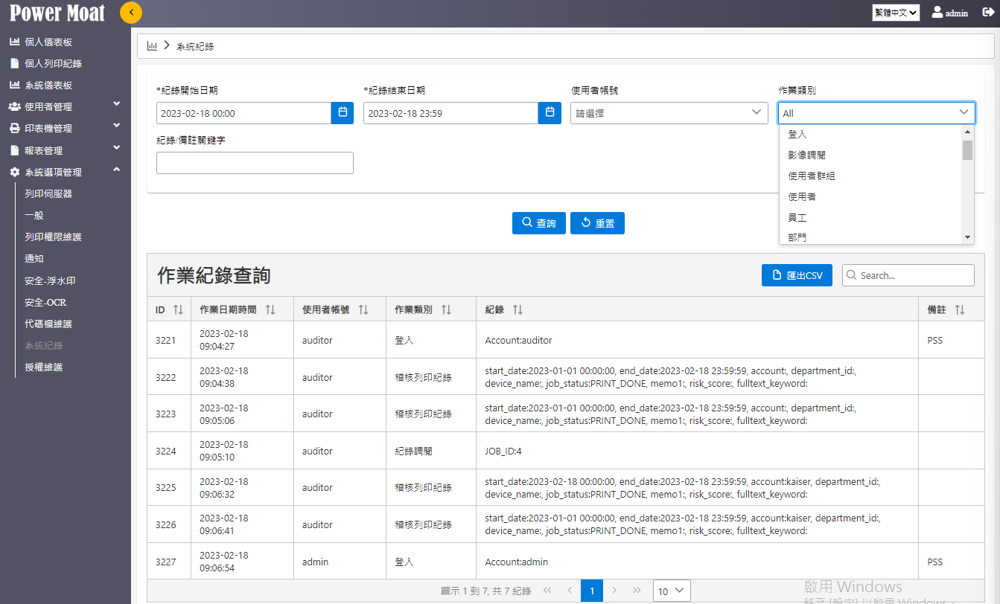 Power Moat
繁體中文
admin
個人儀表板
個人列印紀錄
系統儀表板
使用者管理
印表機管理
報表管理
系統選項管理
列印伺服器
一般
列印權限維護
通知
安全-浮水印
安全-OCR
代碼檔維護
系統紀錄
授權維護
系統紀錄
*紀錄開始日期
*紀錄結束日期
使用者帳號
作業類別
2023-02-18 00:00
2023-02-18 23:59
請選擇
All
登入
影像調閱
使用者群組
使用者
員工
部門
紀錄/備註關鍵字
查詢
重置
作業紀錄查詢
匯出CSV
Search...
ID
作業日期時間
使用者帳號
作業類別
紀錄
備註
3221
2023-02-18
09:04:27
auditor
登入
Account:auditor
PSS
3222
2023-02-18
09:04:38
auditor
稽核列印紀錄
start_date:2023-01-01 00:00:00, end_date:2023-02-18 23:59:59, account:, department_id:,
device_name:, job_status:PRINT_DONE, memo1:, risk_score:, fulltext_keyword:
3223
2023-02-18
09:05:06
auditor
稽核列印紀錄
start_date:2023-01-01 00:00:00, end_date:2023-02-18 23:59:59, account:, department_id:,
device_name:, job_status:PRINT_DONE, memo1:, risk_score:, fulltext_keyword:
3224
2023-02-18
09:05:10
auditor
紀錄調閱
JOB_ID:4
3225
2023-02-18
09:06:32
auditor
稽核列印紀錄
start_date:2023-02-18 00:00:00, end_date:2023-02-18 23:59:59, account:kaiser, department_id:,
device_name:, job_status:PRINT_DONE, memo1:, risk_score:, fulltext_keyword:
3226
2023-02-18
09:06:41
auditor
稽核列印紀錄
start_date:2023-01-01 00:00:00, end_date:2023-02-18 23:59:59, account:kaiser, department_id:,
device_name:, job_status:PRINT_DONE, memo1:, risk_score:, fulltext_keyword:
3227
2023-02-18
09:06:54
admin
登入
Account:admin
PSS
顯示 1 到 7, 共 7 紀錄
1
10
啟用 Windows
移至 [設定] 以啟用 Windows。